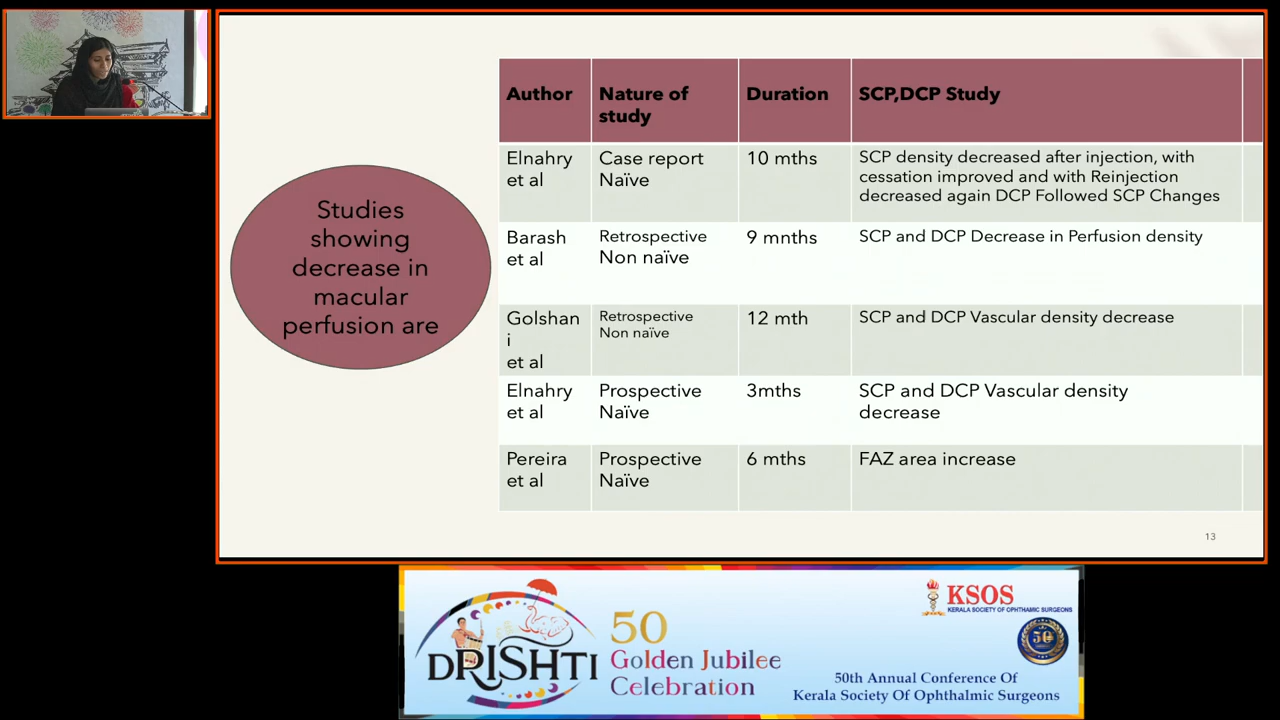 Studies
showing
decrease in
macular
perfusion are
Author
Nature of
study
Duration
SCP,DCP Study
Elnahry
et al
Case report
Naïve
10 mths
SCP density decreased after injection, with
cessation improved and with Reinjection
decreased again DCP Followed SCP Changes
Barash
et al
Retrospective
Non naïve
9 mnths
SCP and DCP Decrease in Perfusion density
Golshan
i
et al
Retrospective
Non naïve
12 mth
SCP and DCP Vascular density decrease
Elnahry
et al
Prospective
Naïve
3mths
SCP and DCP Vascular density
decrease
Pereira
et al
Prospective
Naïve
6 mths
FAZ area increase
13
DRISHTI
50
Golden Jubilee
Celebration
KSOS
KERALA SOCIETY OF OPHTHAMIC SURGEONS
50
50th Annual Conference Of
Kerala Society Of Ophthalmic Surgeons